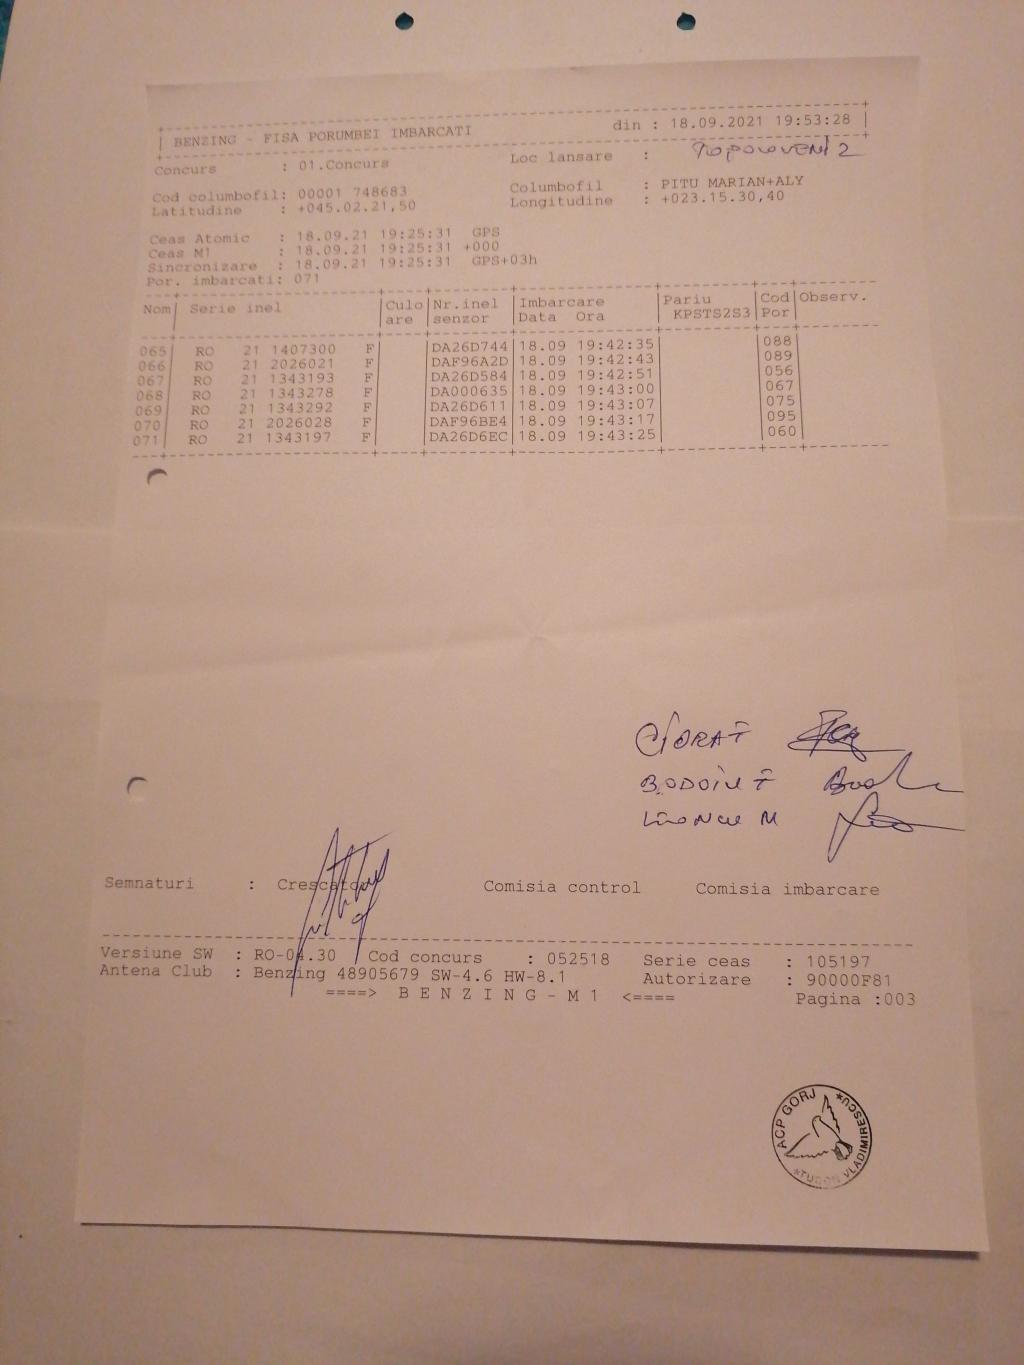 BENZING - FISA PORUMBEI IMBARCATI din : 18.09.2021 19:53:28
Concurs : 01.Concurs Loc lansare : TOPOLOVENI 2
Cod columbofil: 00001 748683 Columbofil : PITU MARIAN+ALY
Latitudine : +045.02.21,50 Longitudine : +023.15.30,40
Ceas Atomic : 18.09.21 19:25:31 GPS
Ceas M1 : 18.09.21 19:25:31 +000
Sincronizare : 18.09.21 19:25:31 GPS+03h
Por. imbarcati: 071
Nom Serie inel Culo Nr.inel Imbarcare Pariu Cod Observ.
are senzor Data Ora KPSTS2S3 Por
065 RO 21 1407300 F DA26D744 18.09 19:42:35 088
066 RO 21 2026021 F DAF96A2D 18.09 19:42:43 089
067 RO 21 1343193 F DA26D584 18.09 19:42:51 056
068 RO 21 1343278 F DA000635 18.09 19:43:00 067
069 RO 21 1343292 F DA26D611 18.09 19:43:07 075
070 RO 21 2026028 F DAF96BE4 18.09 19:43:17 095
071 RO 21 1343197 F DA26D6EC 18.09 19:43:25 060
Semnaturi : Crescator Comisia control Comisia imbarcare
Versiune SW : RO-04.30 Cod concurs : 052518 Serie ceas : 105197
Antena Club : Benzing 48905679 SW-4.6 HW-8.1 Autorizare : 90000F81
====> B E N Z I N G - M 1 <==== Pagina :003
ACP GORJ
*TUDOR VLADIMIRESCU*